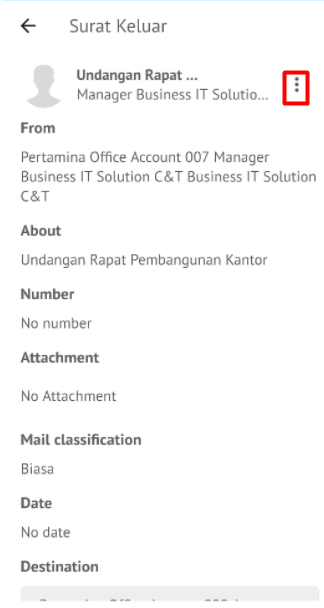 Surat Keluar
Undangan Rapat ...
Manager Business IT Solutio...
From
Pertamina Office Account 007 Manager
Business IT Solution C&T Business IT Solution
C&T
About
Undangan Rapat Pembangunan Kantor
Number
No number
Attachment
No Attachment
Mail classification
Biasa
Date
No date
Destination